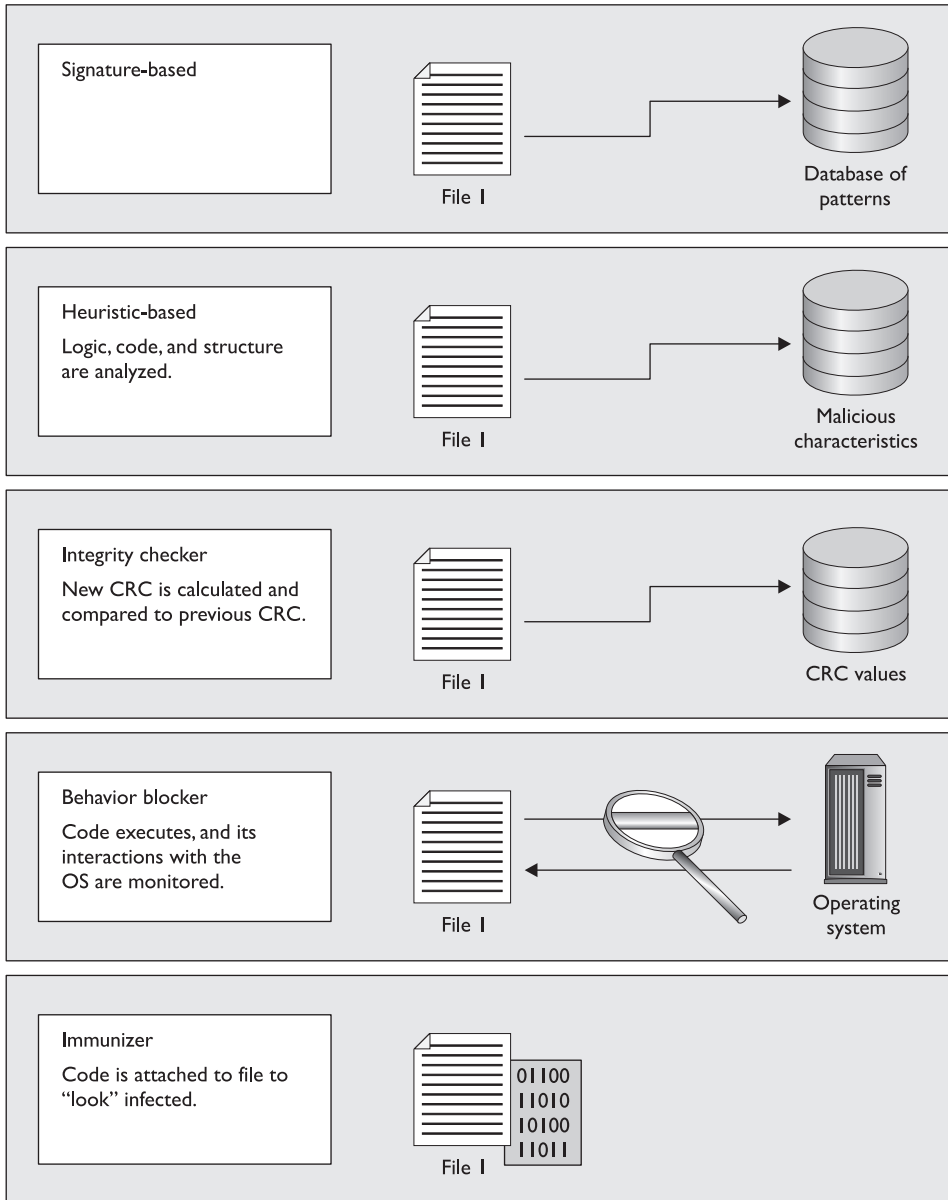 Signature-based
File 1
Database of
patterns
Heuristic-based
Logic, code, and structure
are analyzed.
File 1
Malicious
characteristics
Integrity checker
New CRC is calculated and
compared to previous CRC.
File 1
CRC values
Behavior blocker
Code executes, and its
interactions with the
OS are monitored.
File 1
Operating
system
Immunizer
Code is attached to file to
“look” infected.
01100
11010
10100
11011
File 1